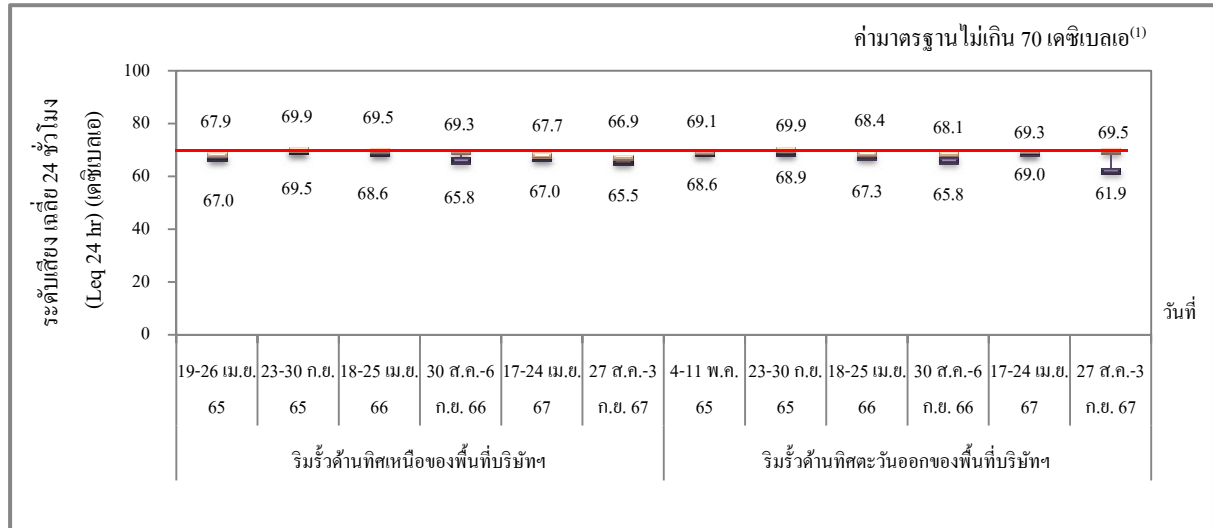 ค่ามาตรฐานไม่เกิน 70 เดซิเบลเอ(1)
ระดับเสียง เฉลี่ย 24 ชั่วโมง
(Leq 24 hr) (เดซิเบลเอ)
100
80
60
40
20
0
67.9 69.9 69.5 69.3 67.7 66.9 69.1 69.9 68.4 68.1 69.3 69.5
67.0 69.5 68.6 65.8 67.0 65.5 68.6 68.9 67.3 65.8 69.0 61.9
วันที่
19-26 เม.ย. 23-30 ก.ย. 18-25 เม.ย. 30 ส.ค.-6 17-24 เม.ย. 27 ส.ค.-3 4-11 พ.ค. 23-30 ก.ย. 18-25 เม.ย. 30 ส.ค.-6 17-24 เม.ย. 27 ส.ค.-3
65 65 66 ก.ย. 66 67 ก.ย. 67 65 65 66 ก.ย. 66 67 ก.ย. 67
ริมรั้วด้านทิศเหนือของพื้นที่บริษัทฯ ริมรั้วด้านทิศตะวันออกของพื้นที่บริษัทฯ